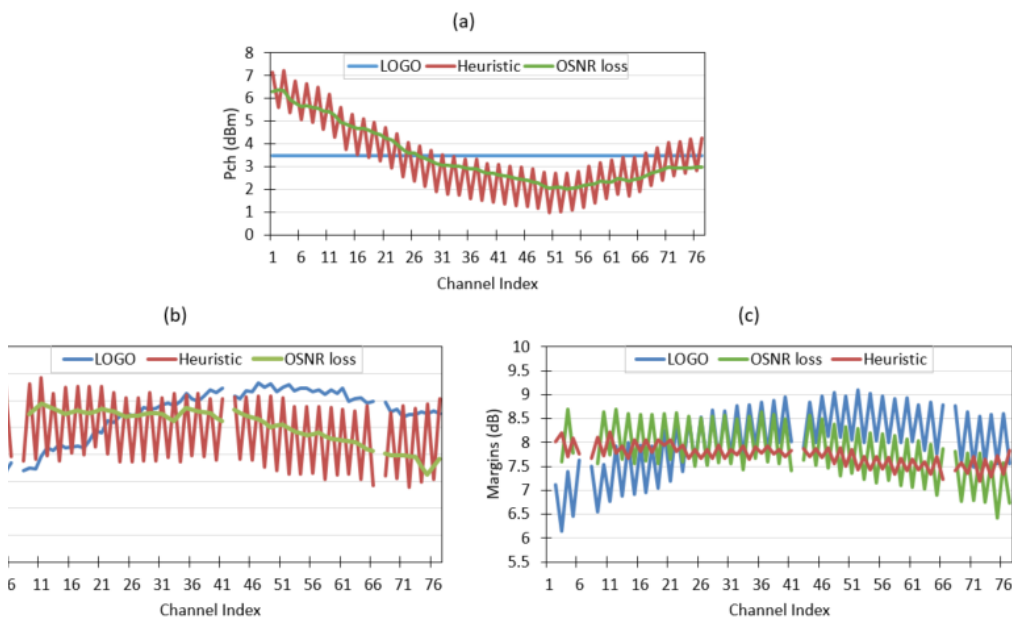 (a)
8
7
6
5
4
3
2
1
0
Pch (dBm)
LOGO Heuristic OSNR loss
1 6 11 16 21 26 31 36 41 46 51 56 61 66 71 76
Channel Index
(b)
LOGO Heuristic OSNR loss
6 11 16 21 26 31 36 41 46 51 56 61 66 71 76
Channel Index
(c)
10
9.5
9
8.5
8
7.5
7
6.5
6
5.5
Margins (dB)
LOGO OSNR loss Heuristic
1 6 11 16 21 26 31 36 41 46 51 56 61 66 71 76
Channel Index